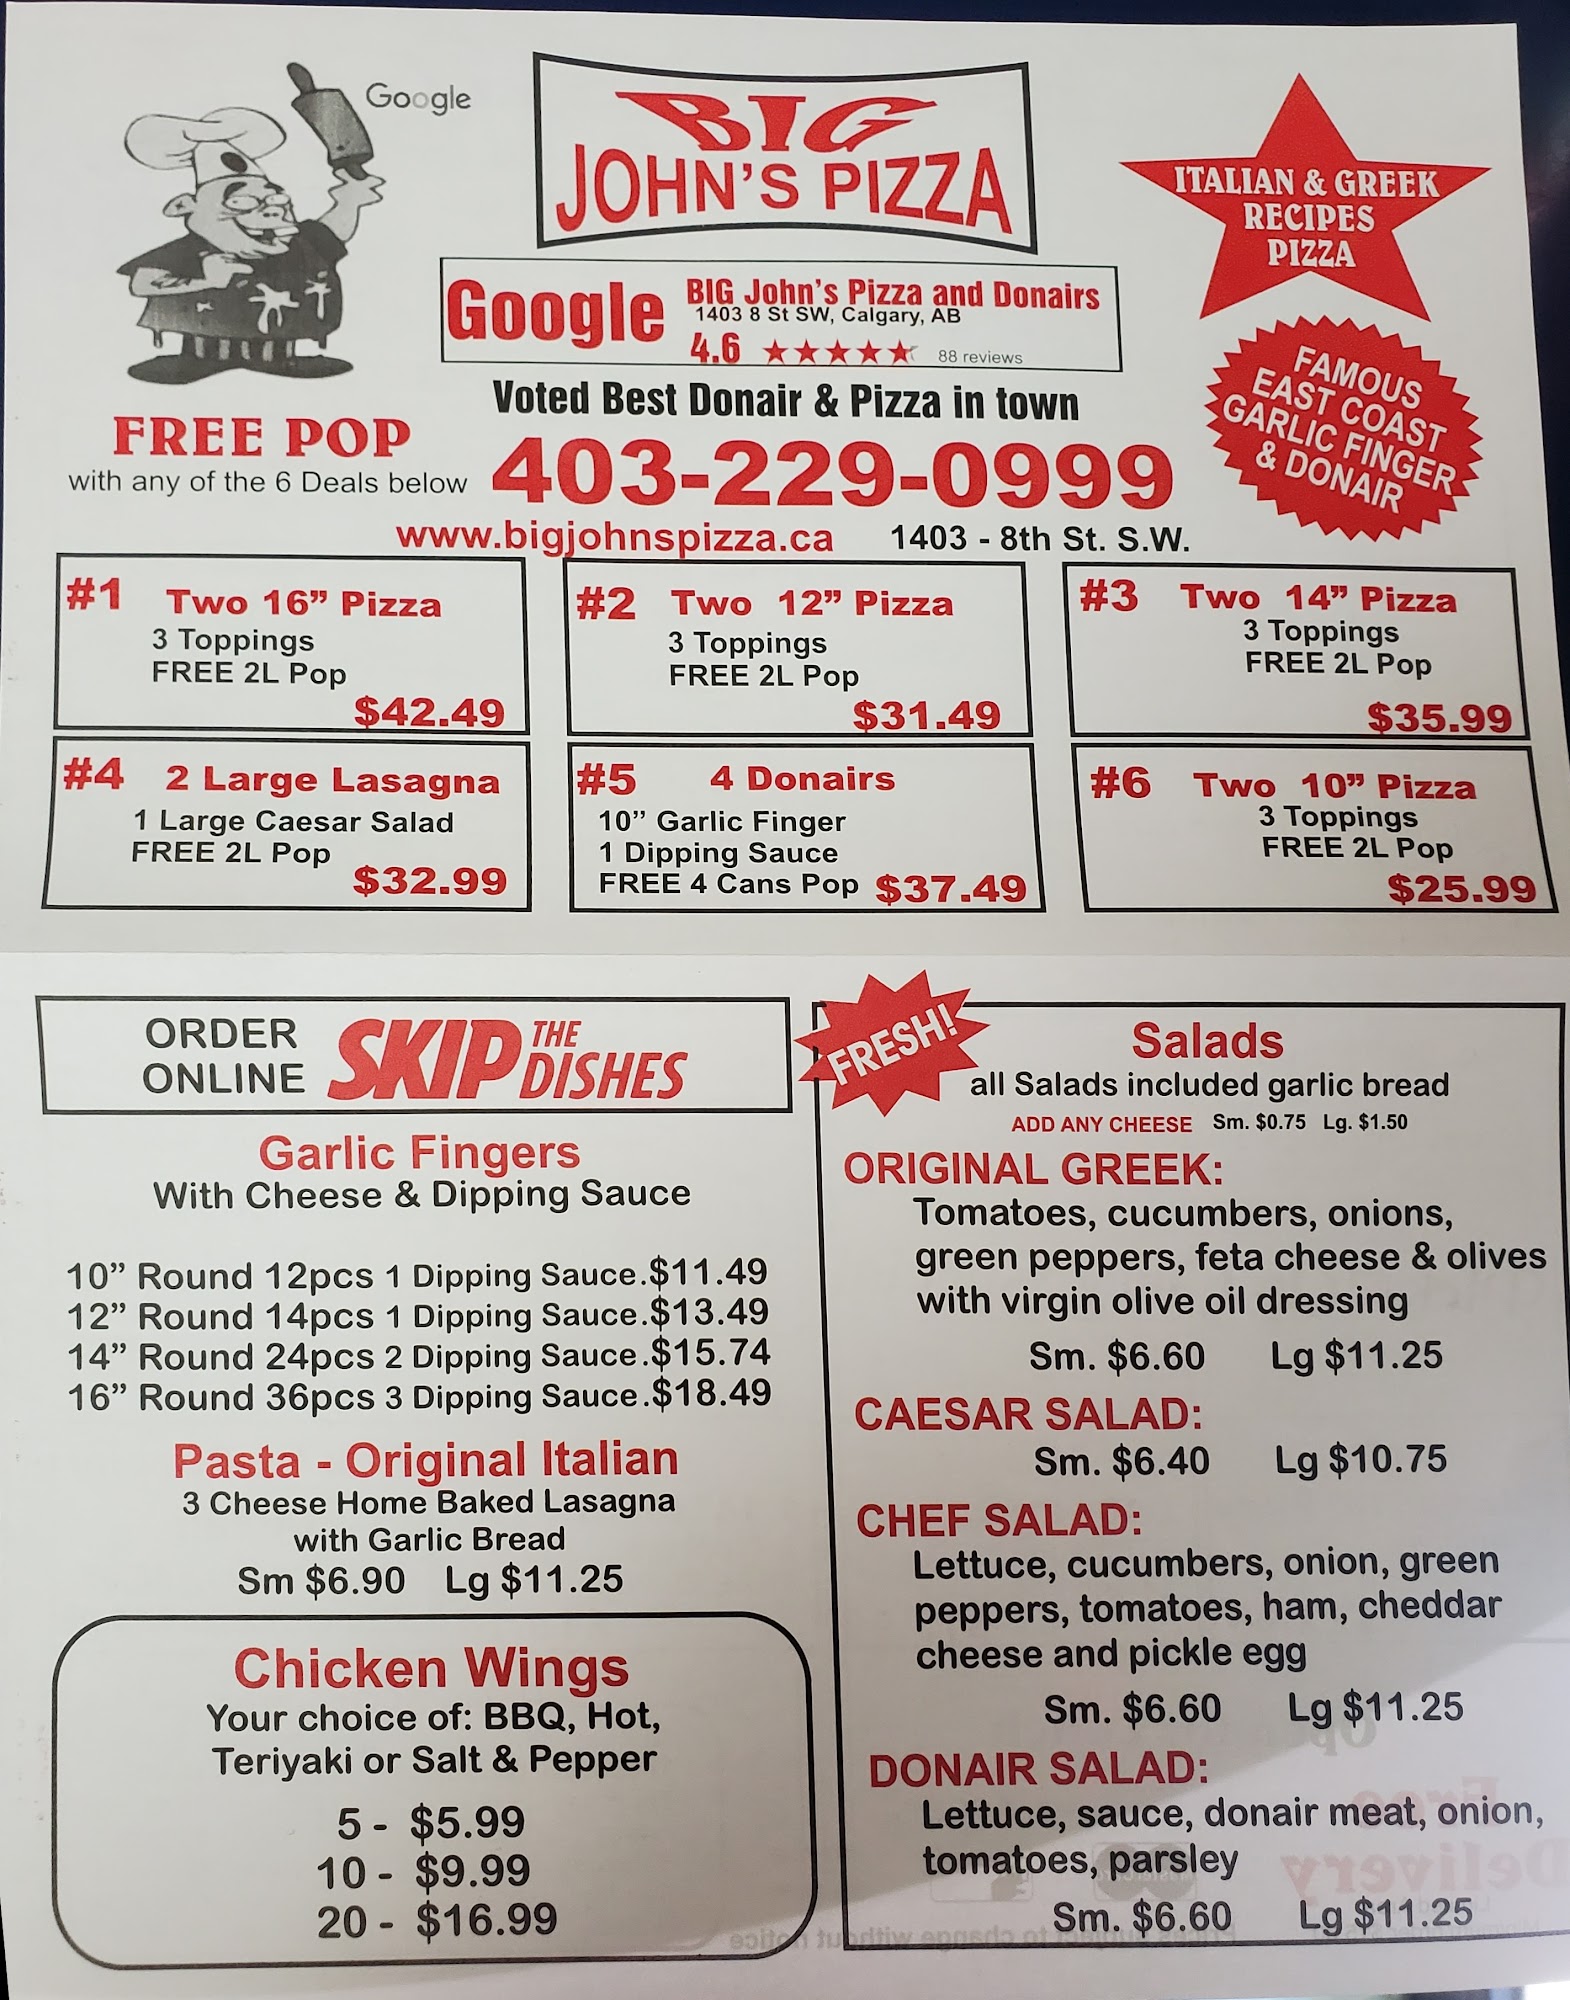 Google
BIG
JOHN'S PIZZA
ITALIAN & GREEK
RECIPES
PIZZA
Google
BIG John's Pizza and Donairs
1403 8 St SW, Calgary, AB
4.6 ★★★★★ 88 reviews
FAMOUS
EAST COAST
GARLIC FINGER
& DONAIR
Voted Best Donair & Pizza in town
FREE POP
with any of the 6 Deals below
403-229-0999
www.bigjohnspizza.ca 1403 - 8th St. S.W.
#1 Two 16” Pizza
3 Toppings
FREE 2L Pop
$42.49
#2 Two 12” Pizza
3 Toppings
FREE 2L Pop
$31.49
#3 Two 14” Pizza
3 Toppings
FREE 2L Pop
$35.99
#4 2 Large Lasagna
1 Large Caesar Salad
FREE 2L Pop
$32.99
#5 4 Donairs
10” Garlic Finger
1 Dipping Sauce
FREE 4 Cans Pop $37.49
#6 Two 10” Pizza
3 Toppings
FREE 2L Pop
$25.99
ORDER
ONLINE
SKIP THE
DISHES
Garlic Fingers
With Cheese & Dipping Sauce
10” Round 12pcs 1 Dipping Sauce.$11.49
12” Round 14pcs 1 Dipping Sauce.$13.49
14” Round 24pcs 2 Dipping Sauce.$15.74
16” Round 36pcs 3 Dipping Sauce.$18.49
Pasta - Original Italian
3 Cheese Home Baked Lasagna
with Garlic Bread
Sm $6.90 Lg $11.25
Chicken Wings
Your choice of: BBQ, Hot,
Teriyaki or Salt & Pepper
5 - $5.99
10 - $9.99
20 - $16.99
FRESH!
Salads
all Salads included garlic bread
ADD ANY CHEESE Sm. $0.75 Lg. $1.50
ORIGINAL GREEK:
Tomatoes, cucumbers, onions,
green peppers, feta cheese & olives
with virgin olive oil dressing
Sm. $6.60 Lg $11.25
CAESAR SALAD:
Sm. $6.40 Lg $10.75
CHEF SALAD:
Lettuce, cucumbers, onion, green
peppers, tomatoes, ham, cheddar
cheese and pickle egg
Sm. $6.60 Lg $11.25
DONAIR SALAD:
Lettuce, sauce, donair meat, onion,
tomatoes, parsley
Sm. $6.60 Lg $11.25
Free
Delivery
Prices subject to change without notice